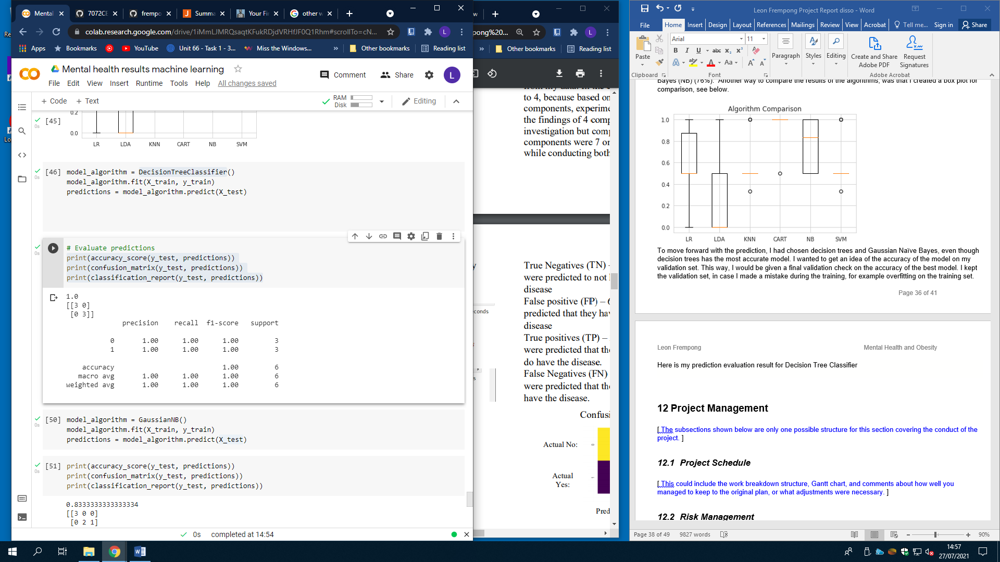 Mental
7072CE
frempo
Summa
Your Fi
other w
colab.research.google.com/drive/1iMmLJMRQsaqtKFukRDjdVRHfJF0Q1Rhm#scrollTo=cN...
Apps
Bookmarks
YouTube
Unit 66 - Task 1 - 3...
Miss the Windows...
Other bookmarks
Reading list
Mental health results machine learning
Comment
Share
L
File Edit View Insert Runtime Tools Help All changes saved
+ Code + Text
RAM
Disk
Editing
0.2
[45]
0.0
LR LDA KNN CART NB SVM
[46] model_algorithm = DecisionTreeClassifier()
model_algorithm.fit(X_train, y_train)
predictions = model_algorithm.predict(X_test)
# Evaluate predictions
print(accuracy_score(y_test, predictions))
print(confusion_matrix(y_test, predictions))
print(classification_report(y_test, predictions))
1.0
[[3 0]
[0 3]]
precision recall f1-score support
0 1.00 1.00 1.00 3
1 1.00 1.00 1.00 3
accuracy 1.00 6
macro avg 1.00 1.00 1.00 6
weighted avg 1.00 1.00 1.00 6
[50] model_algorithm = GaussianNB()
model_algorithm.fit(X_train, y_train)
predictions = model_algorithm.predict(X_test)
[51] print(accuracy_score(y_test, predictions))
print(confusion_matrix(y_test, predictions))
print(classification_report(y_test, predictions))
0.8333333333333334
[[3 0 0]
[0 2 1]
0s completed at 14:54
pong%20...
Other bookmarks
Reading list
to 4, because based on
components, experime
the findings of 4 comp
investigation but comp
components were 7 or
while conducting both
True Negatives (TN) -
were predicted to not
disease
False positive (FP) – 6
predicted that they ha
disease
True positives (TP) –
were predicted that the
do have the disease.
False Negatives (FN)
were predicted that the
have the disease.
conds
Confusi
Actual No:
Actual
Yes:
Pred
Leon Frempong Project Report disso - Word
File Home Insert Design Layout References Mailings Review View Acrobat Tell me... Sign in Share
Paste
Clipboard
Arial 11
Font
Paragraph
Styles
Editing
Create and Share
Adobe PDF
Request
Signatures
Adobe Acrobat
Bayes (NB) (76%). Another way to compare the results of the algorithms, was that I created a box plot for
comparison, see below.
Algorithm Comparison
1.0
0.8
0.6
0.4
0.2
0.0
LR LDA KNN CART NB SVM
To move forward with the prediction, I had chosen decision trees and Gaussian Naïve Bayes, even though
decision trees has the most accurate model. I wanted to get an idea of the accuracy of the model on my
validation set. This way, I would be given a final validation check on the accuracy of the best model. I kept
the validation set, in case I made a mistake during the training, for example overfitting on the training set.
Page 36 of 41
Leon Frempong Mental Health and Obesity
Here is my prediction evaluation result for Decision Tree Classifier
12 Project Management
[ The subsections shown below are only one possible structure for this section covering the conduct of the
project. ]
12.1 Project Schedule
[ This could include the work breakdown structure, Gantt chart, and comments about how well you
managed to keep to the original plan, or what adjustments were necessary. ]
12.2 Risk Management
Page 38 of 49 9827 words
90%
14:57
27/07/2021